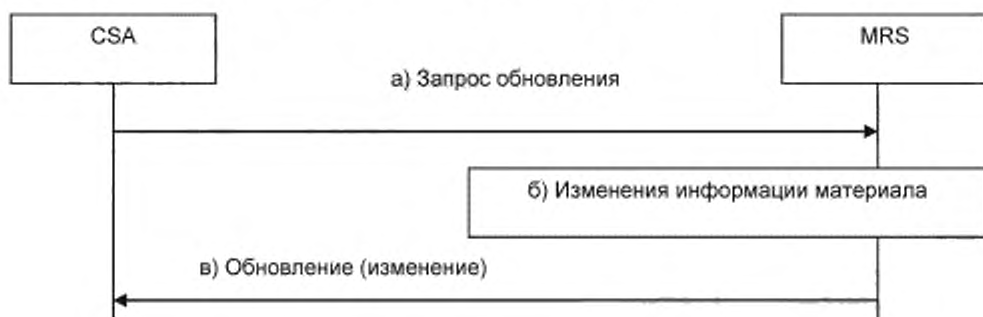 CSA
MRS
а) Запрос обновления
б) Изменения информации материала
в) Обновление (изменение)